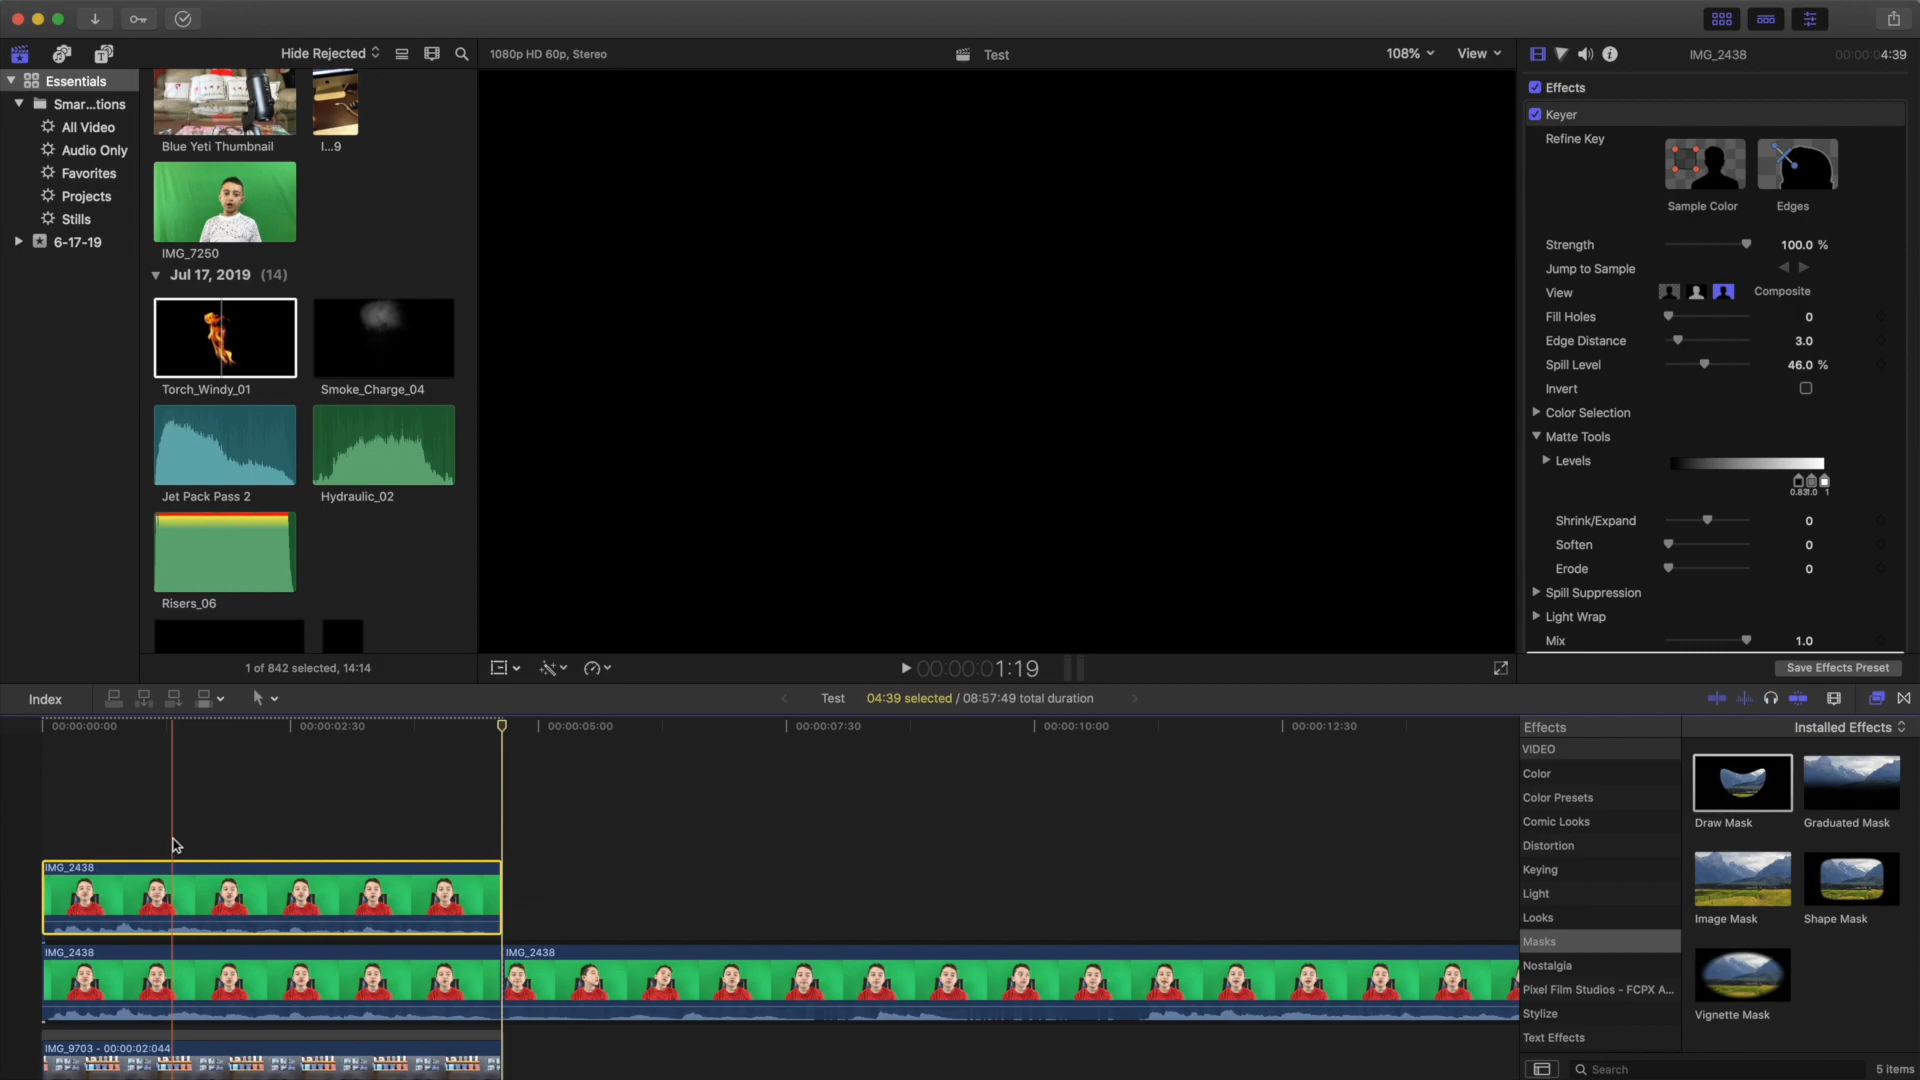 Hide Rejected
1080p HD 60p, Stereo
Test
108%
View
IMG_2438
00:00:04:39
Essentials
Smar...tions
All Video
Audio Only
Favorites
Projects
Stills
6-17-19
Blue Yeti Thumbnail
I...9
IMG_7250
Jul 17, 2019 (14)
Torch_Windy_01
Smoke_Charge_04
Jet Pack Pass 2
Hydraulic_02
Risers_06
1 of 842 selected, 14:14
00:00:01:19
Effects
Keyer
Refine Key
Sample Color
Edges
Strength 100.0 %
Jump to Sample
View Composite
Fill Holes 0
Edge Distance 3.0
Spill Level 46.0 %
Invert
Color Selection
Matte Tools
Levels
1
Shrink/Expand 0
Soften 0
Erode 0
Spill Suppression
Light Wrap
Mix 1.0
Save Effects Preset
Index
Test
04:39 selected / 08:57:49 total duration
00:00:00:00
00:00:02:30
00:00:05:00
00:00:07:30
00:00:10:00
00:00:12:30
IMG_2438
IMG_2438
IMG_2438
IMG_9703 - 00:00:02:044
Effects
Installed Effects
VIDEO
Color
Color Presets
Comic Looks
Distortion
Keying
Light
Looks
Masks
Nostalgia
Pixel Film Studios - FCPX A...
Stylize
Text Effects
Draw Mask
Graduated Mask
Image Mask
Shape Mask
Vignette Mask
Search
5 items